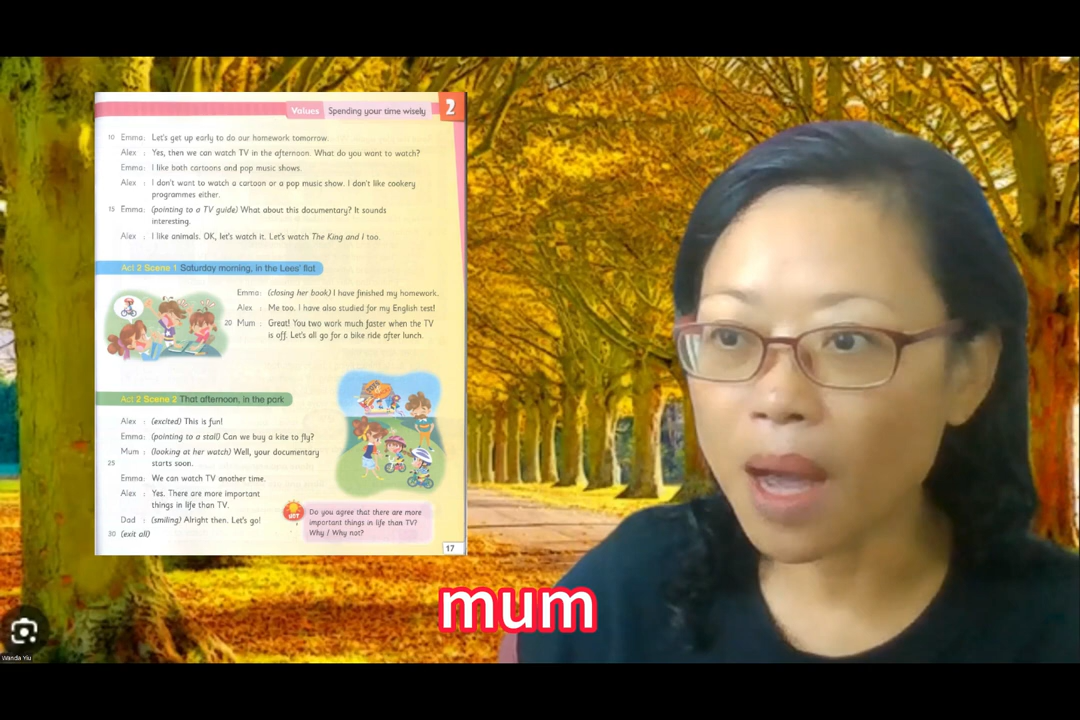 Values Spending your time wisely 2
10 Emma: Let's get up early to do our homework tomorrow.
Alex : Yes, then we can watch TV in the afternoon. What do you want to watch?
Emma: I like both cartoons and pop music shows.
Alex : I don't want to watch a cartoon or a pop music show. I don't like cookery
programmes either.
15 Emma: (pointing to a TV guide) What about this documentary? It sounds
interesting.
Alex : I like animals. OK, let's watch it. Let's watch The King and I too.
Act 2 Scene 1 Saturday morning, in the Lees' flat
Emma: (closing her book) I have finished my homework.
Alex : Me too. I have also studied for my English test!
20 Mum : Great! You two work much faster when the TV
is off. Let's all go for a bike ride after lunch.
Act 2 Scene 2 That afternoon, in the park
Alex : (excited) This is fun!
Emma: (pointing to a stall) Can we buy a kite to fly?
Mum : (looking at her watch) Well, your documentary
25 starts soon.
Emma: We can watch TV another time.
Alex : Yes. There are more important
things in life than TV.
Dad : (smiling) Alright then. Let's go!
30 (exit all)
HOT
Do you agree that there are more
important things in life than TV?
Why / Why not?
17
mum
Wanda Yiu